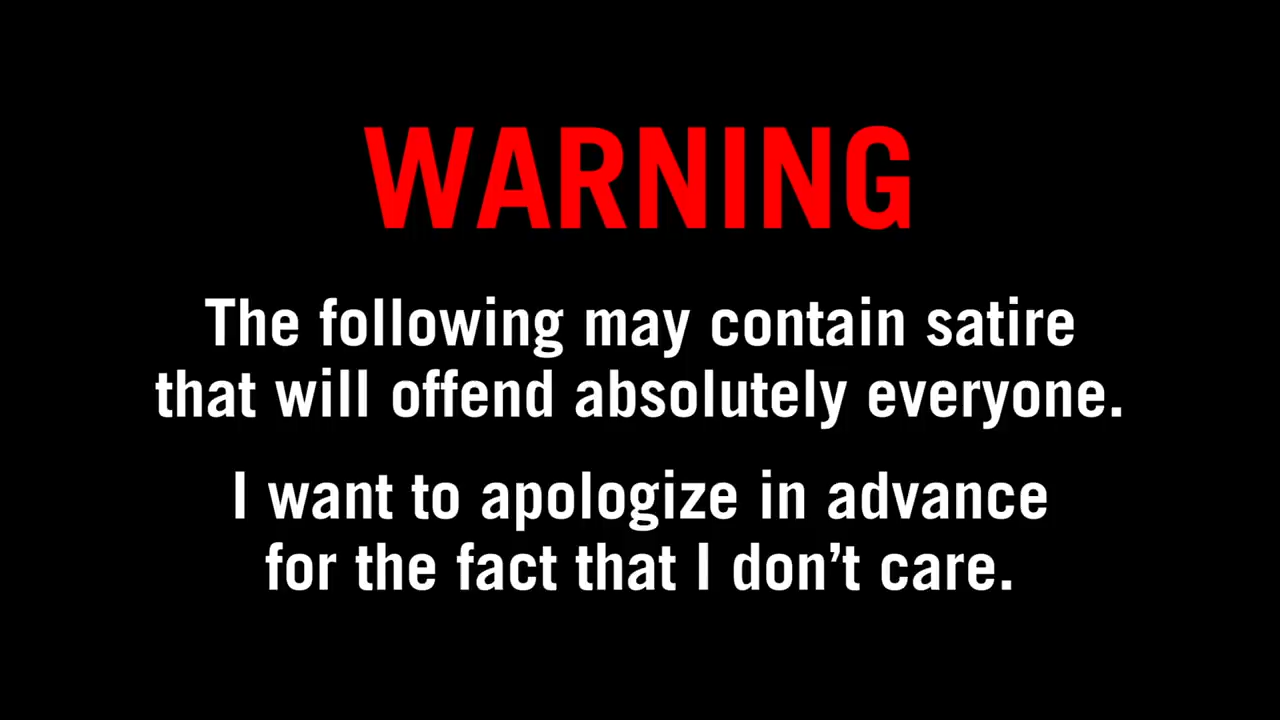 WARNING
The following may contain satire
that will offend absolutely everyone.
I want to apologize in advance
for the fact that I don’t care.